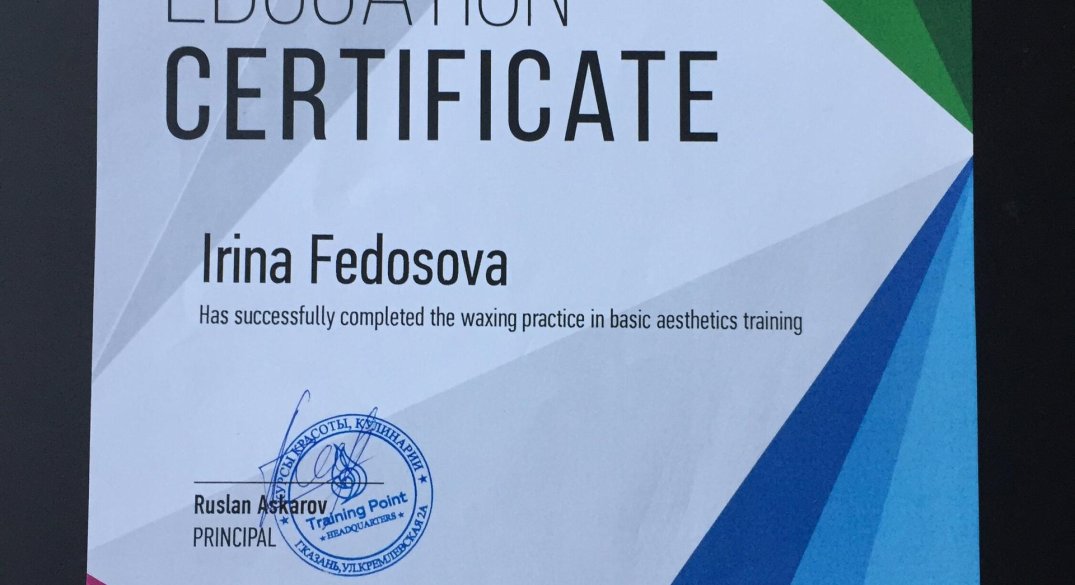 EDUCATION
CERTIFICATE
Irina Fedosova
Has successfully completed the waxing practice in basic aesthetics training
КУРСЫ КРАСОТЫ, КУЛИНАРИИ
Training Point
★ HEADQUARTERS ★
Г.КАЗАНЬ, УЛ.КРЕМЛЕВСКАЯ 2А
Ruslan Askarov
PRINCIPAL